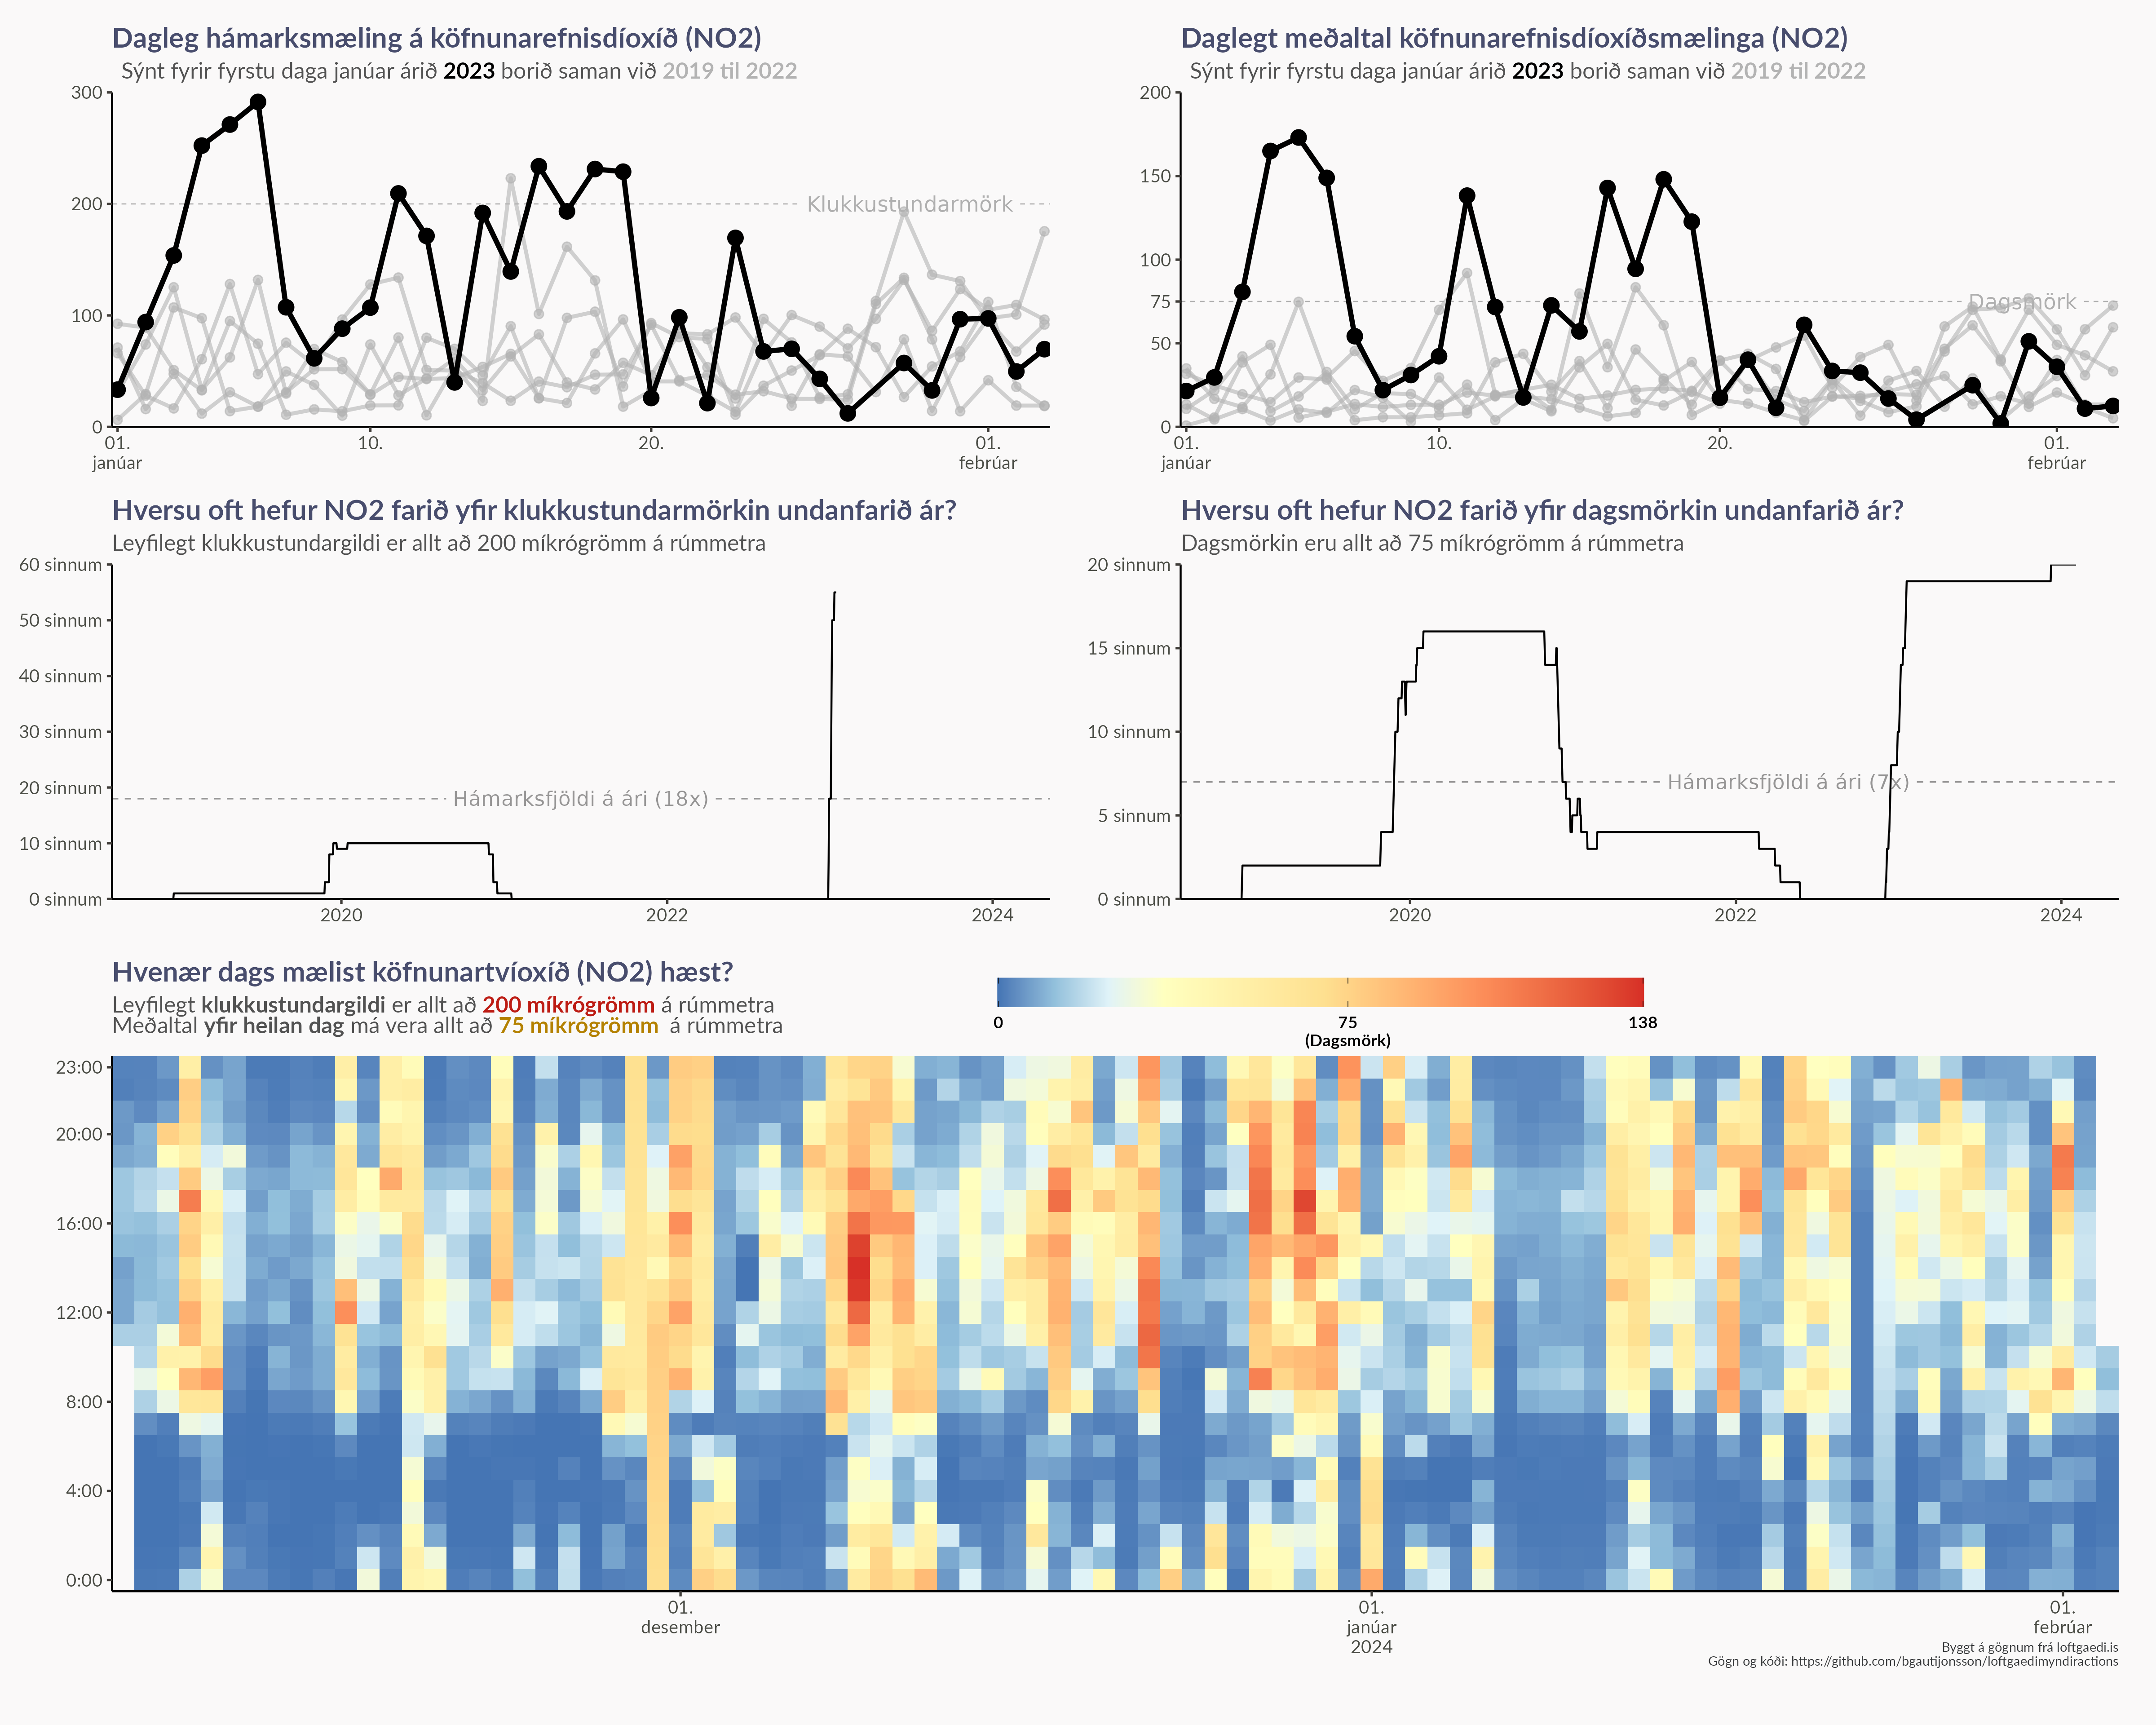 Dagleg hámarksmæling á köfnunarefnisdíoxíð (NO2)
Sýnt fyrir fyrstu daga janúar árið 2023 borið saman við 2019 til 2022
300
200
100
0
Klukkustundarmörk
01.
janúar
10.
20.
01.
febrúar
Daglegt meðaltal köfnunarefnisdíoxíðsmælinga (NO2)
Sýnt fyrir fyrstu daga janúar árið 2023 borið saman við 2019 til 2022
200
150
100
75
50
0
Dagsmörk
01.
janúar
10.
20.
01.
febrúar
Hversu oft hefur NO2 farið yfir klukkustundarmörkin undanfarið ár?
Leyfilegt klukkustundargildi er allt að 200 míkrógrömm á rúmmetra
60 sinnum
50 sinnum
40 sinnum
30 sinnum
20 sinnum
10 sinnum
0 sinnum
Hámarksfjöldi á ári (18x)
2020
2022
2024
Hversu oft hefur NO2 farið yfir dagsmörkin undanfarið ár?
Dagsmörkin eru allt að 75 míkrógrömm á rúmmetra
20 sinnum
15 sinnum
10 sinnum
5 sinnum
0 sinnum
Hámarksfjöldi á ári (7x)
2020
2022
2024
Hvenær dags mælist köfnunartvíoxíð (NO2) hæst?
Leyfilegt klukkustundargildi er allt að 200 míkrógrömm á rúmmetra
Meðaltal yfir heilan dag má vera allt að 75 míkrógrömm á rúmmetra
0
75
(Dagsmörk)
138
23:00
20:00
16:00
12:00
8:00
4:00
0:00
01.
desember
01.
janúar
2024
01.
febrúar
Byggt á gögnum frá loftgaedi.is
Gögn og kóði: https://github.com/bgautijonsson/loftgaedimyndiractions